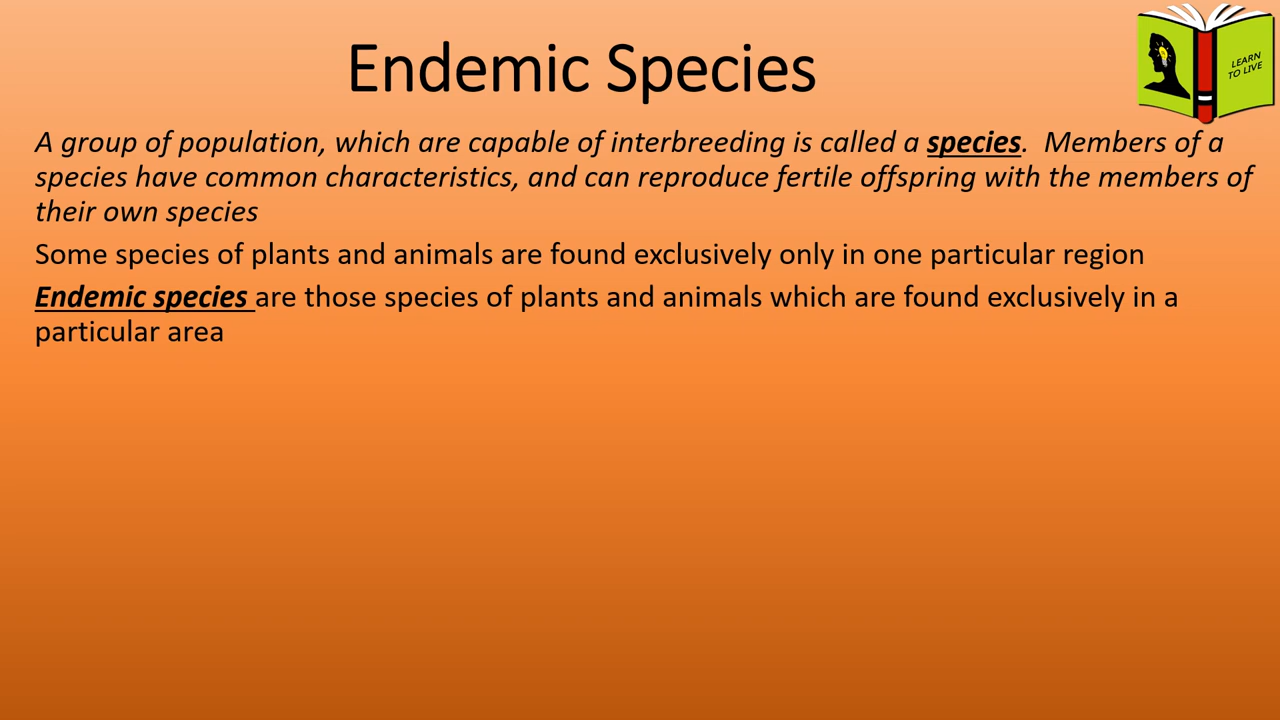 Endemic Species
LEARN
TO LIVE
A group of population, which are capable of interbreeding is called a species.  Members of a
species have common characteristics, and can reproduce fertile offspring with the members of
their own species
Some species of plants and animals are found exclusively only in one particular region
Endemic species are those species of plants and animals which are found exclusively in a
particular area